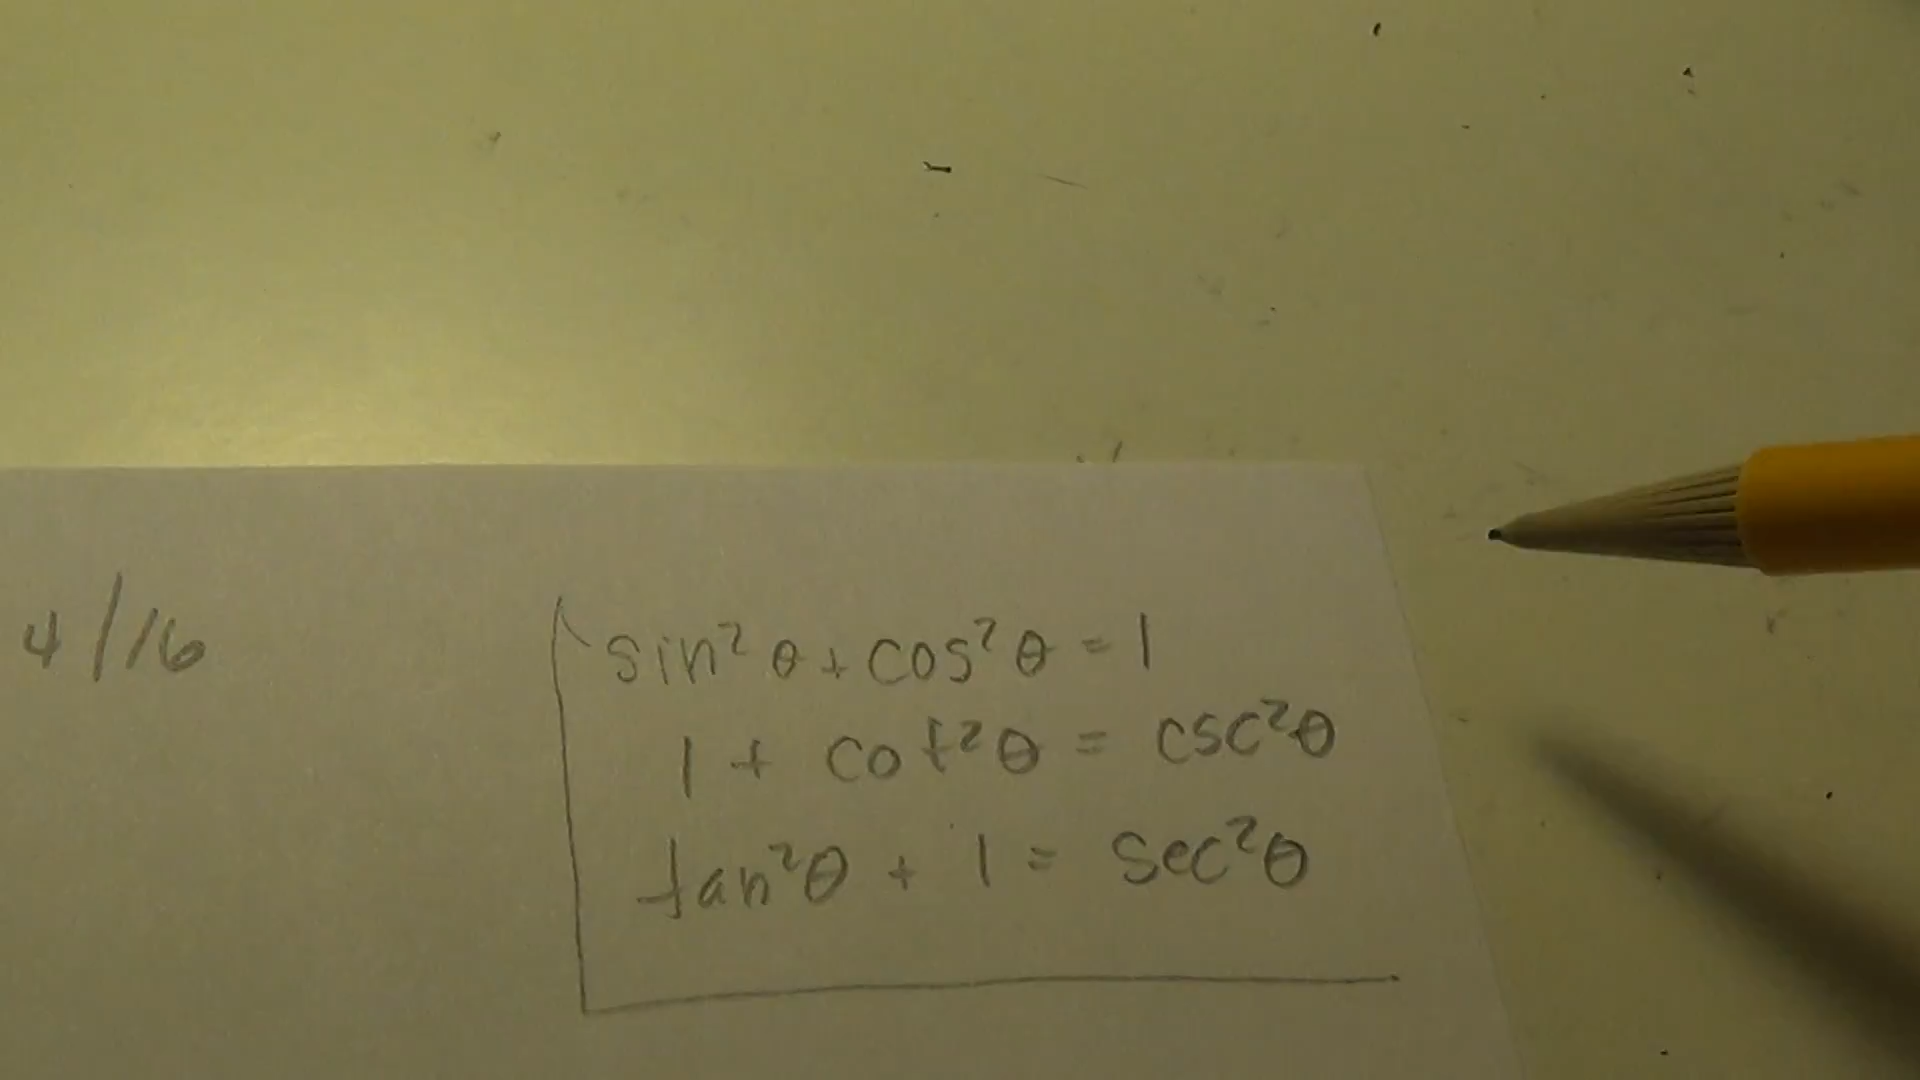 4/16
sin²θ + cos²θ = 1
1 + cot²θ = csc²θ
tan²θ + 1 = sec²θ